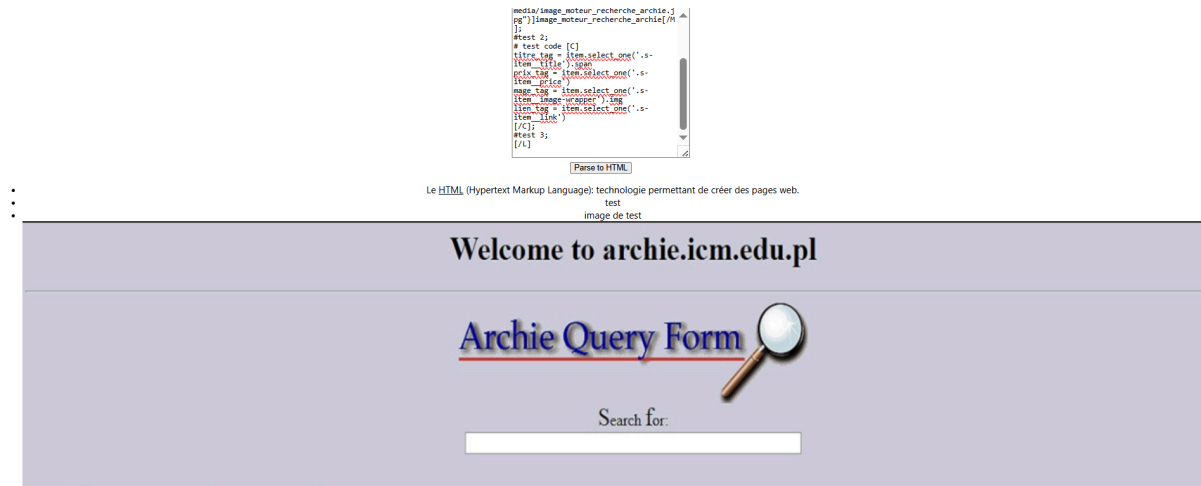 media/image_moteur_recherche_archie.j
pg")]image_moteur_recherche_archie[/M
];
#test 2;
# test code [C]
titre_tag = item.select_one('.s-
item__title').span
prix_tag = item.select_one('.s-
item__price')
mage_tag = item.select_one('.s-
item__image-wrapper').img
lien_tag = item.select_one('.s-
item__link')
[/C];
#test 3;
[/L]
Parse to HTML
Le HTML (Hypertext Markup Language): technologie permettant de créer des pages web.
test
image de test
Welcome to archie.icm.edu.pl
Archie Query Form
Search for: